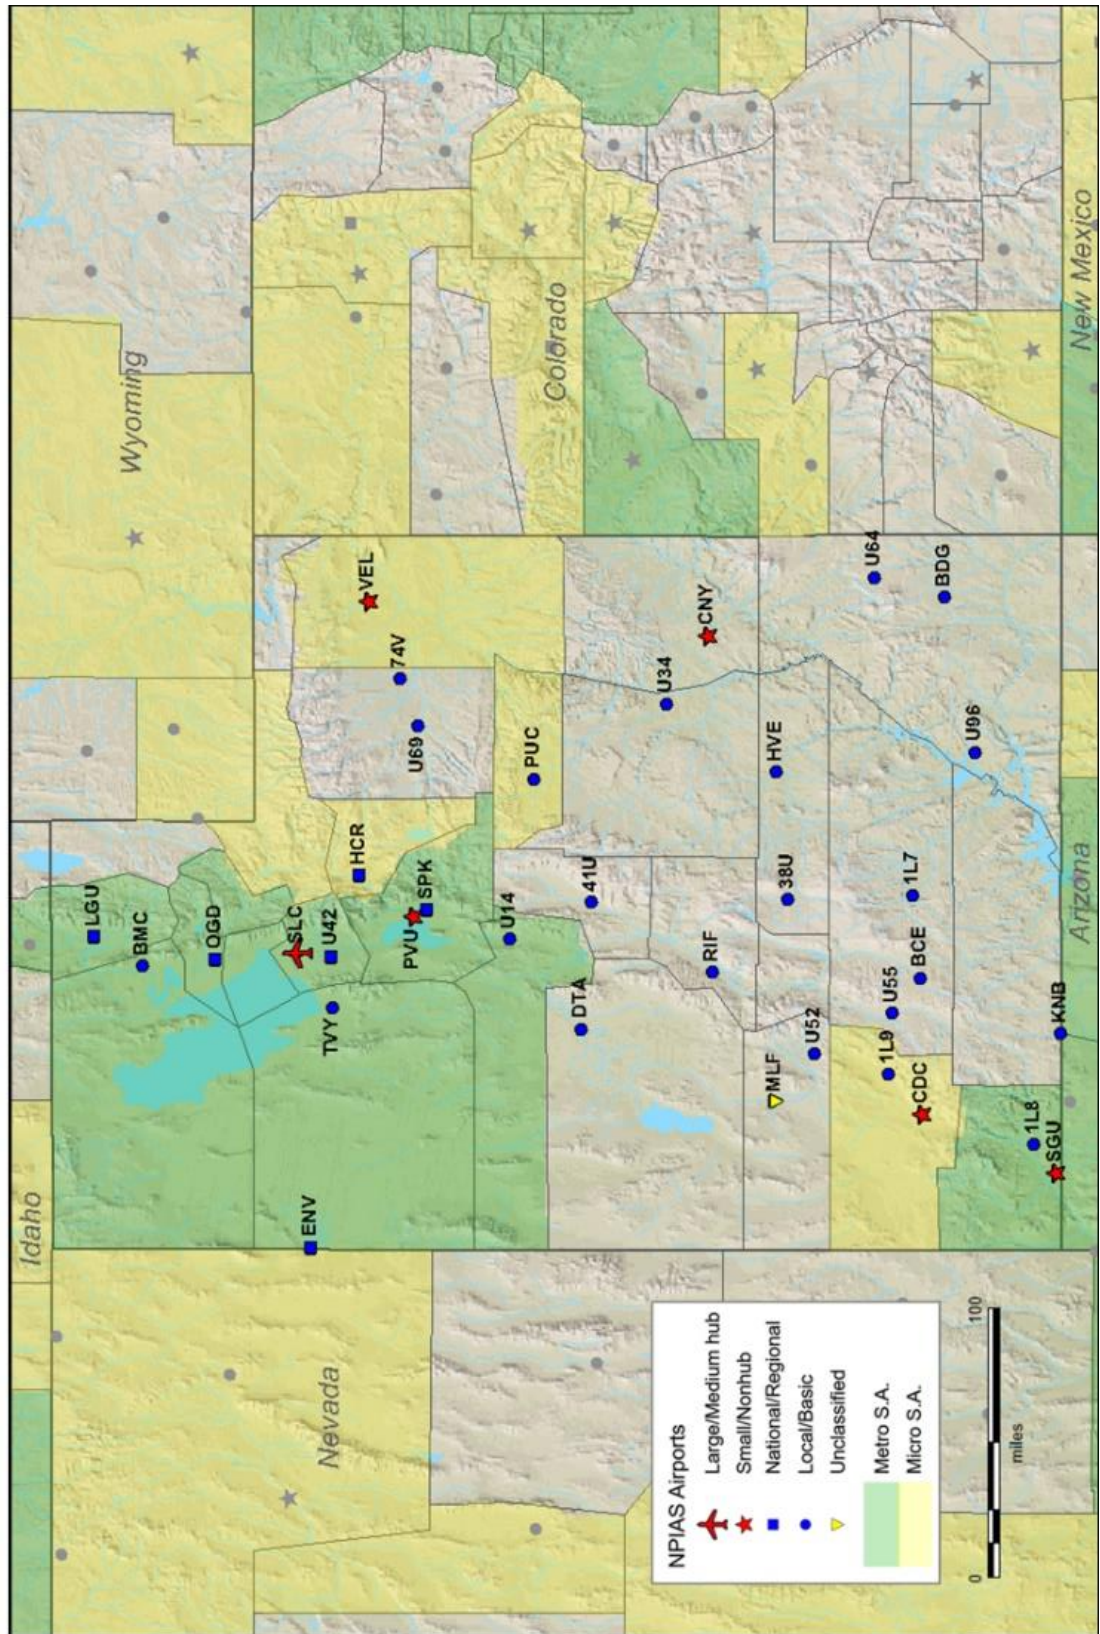 Idaho
Wyoming
Nevada
Colorado
Arizona
New Mexico
LGU
BMC
OGD
SLC
U42
TVY
ENV
HCR
PVU
SPK
U14
U69
74V
VEL
PUC
DTA
41U
RIF
U34
CNY
MLF
U52
38U
HVE
1L9
CDC
U55
BCE
1L7
U64
BDG
U96
1L8
SGU
KNB
NPIAS Airports
Large/Medium hub
Small/Nonhub
National/Regional
Local/Basic
Unclassified
Metro S.A.
Micro S.A.
0
100
miles